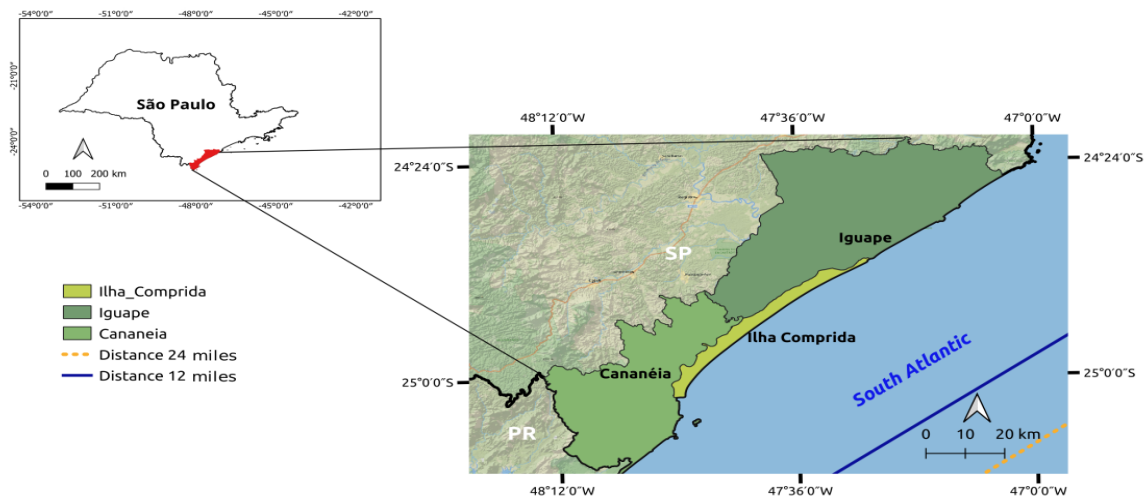 -54°0'0" -51°0'0" -48°0'0" -45°0'0" -42°0'0"
-21°0'0"
-24°0'0"
São Paulo
0 100 200 km
-54°0'0" -51°0'0" -48°0'0" -45°0'0" -42°0'0"
48°12'0"W 47°36'0"W 47°0'0"W
24°24'0"S
24°24'0"S
Iguape
SP
Ilha Comprida
Cananéia
South Atlantic
25°0'0"S
25°0'0"S
PR
0 10 20 km
48°12'0"W 47°36'0"W 47°0'0"W
Ilha_Comprida
Iguape
Cananeia
Distance 24 miles
Distance 12 miles